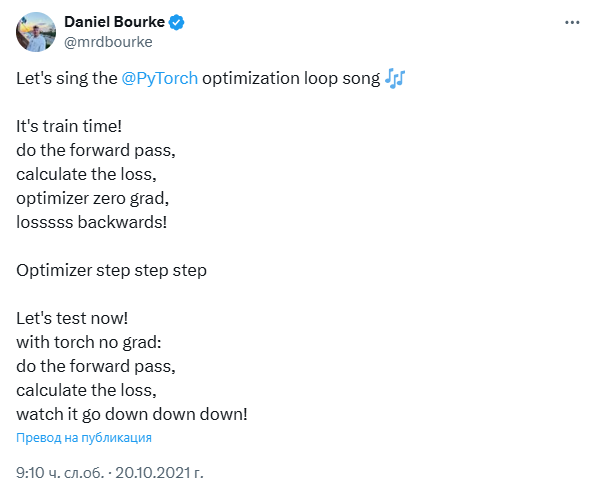 Daniel Bourke
@mrdbourke
Let's sing the @PyTorch optimization loop song 🎶
It's train time!
do the forward pass,
calculate the loss,
optimizer zero grad,
losssss backwards!
Optimizer step step step
Let's test now!
with torch no grad:
do the forward pass,
calculate the loss,
watch it go down down down!
Превод на публикация
9:10 ч. сл.об. · 20.10.2021 г.